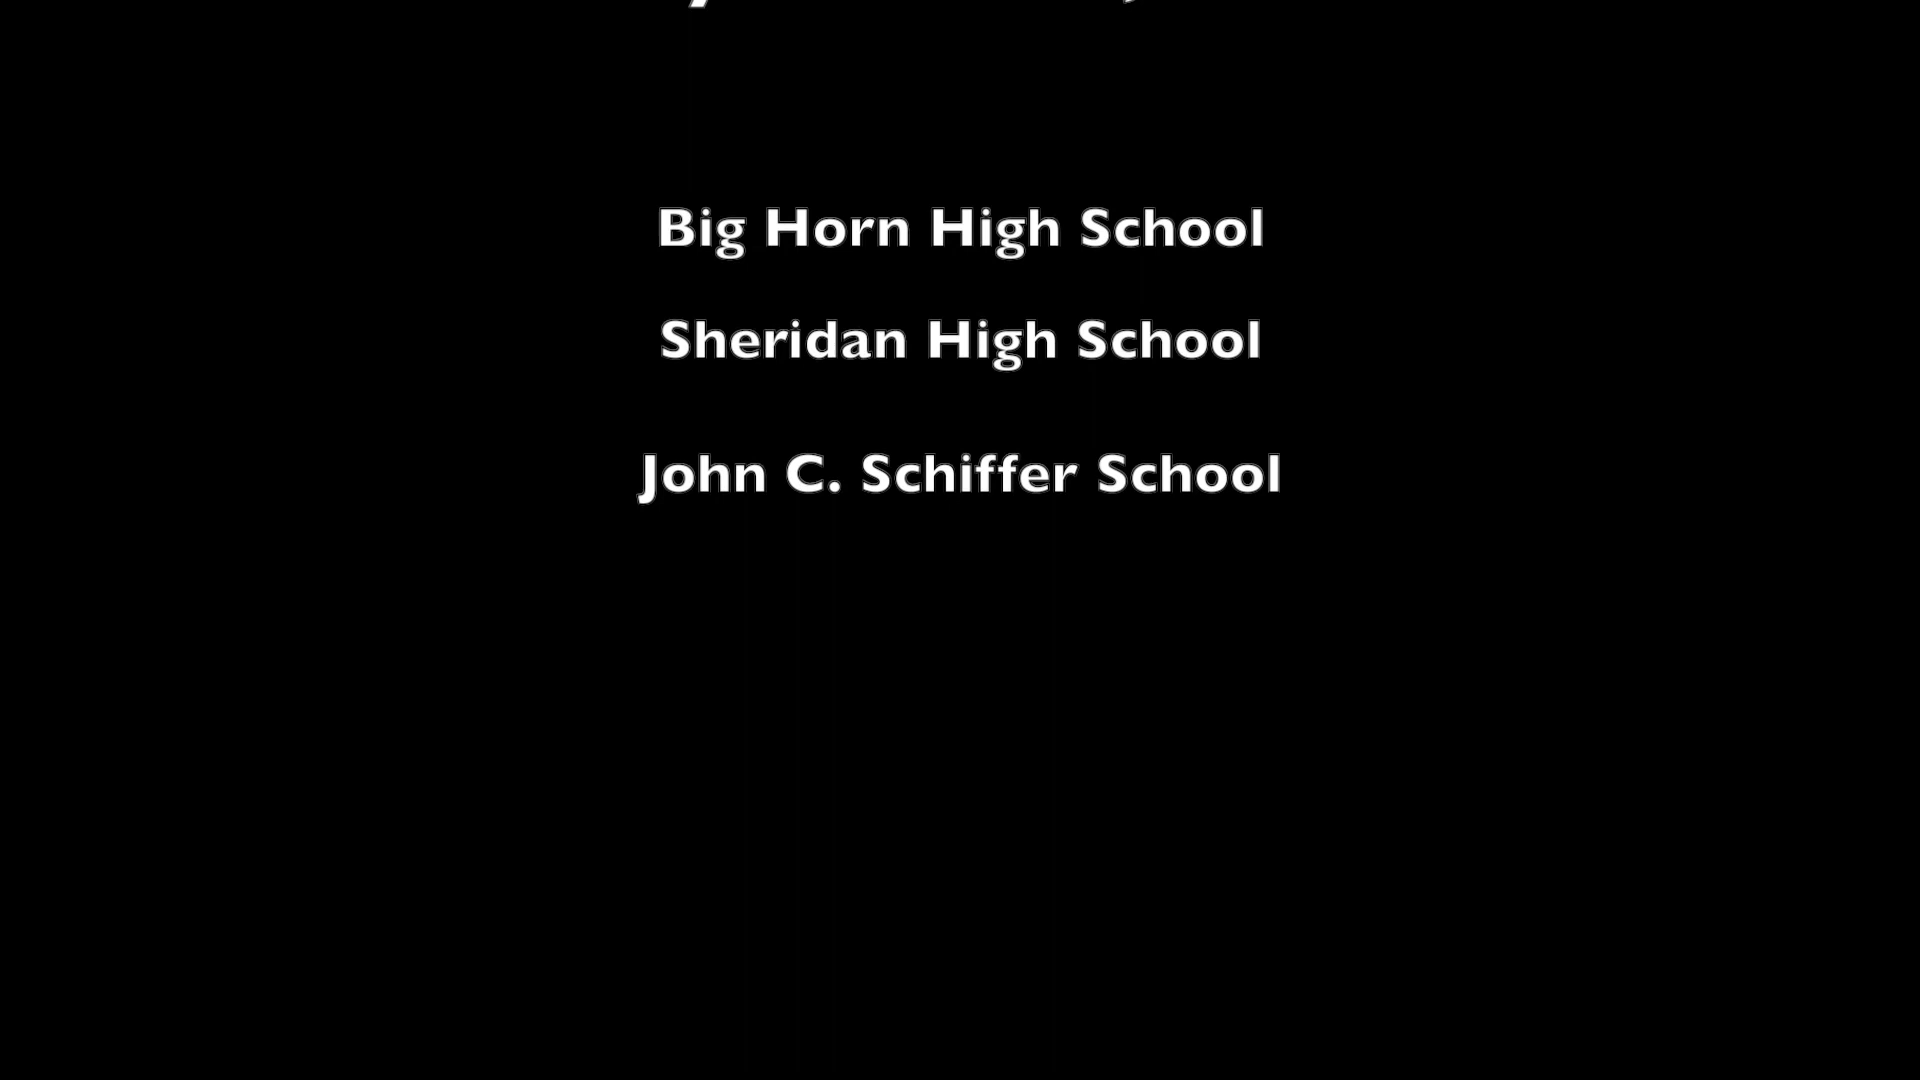 Big Horn High School
Sheridan High School
John C. Schiffer School